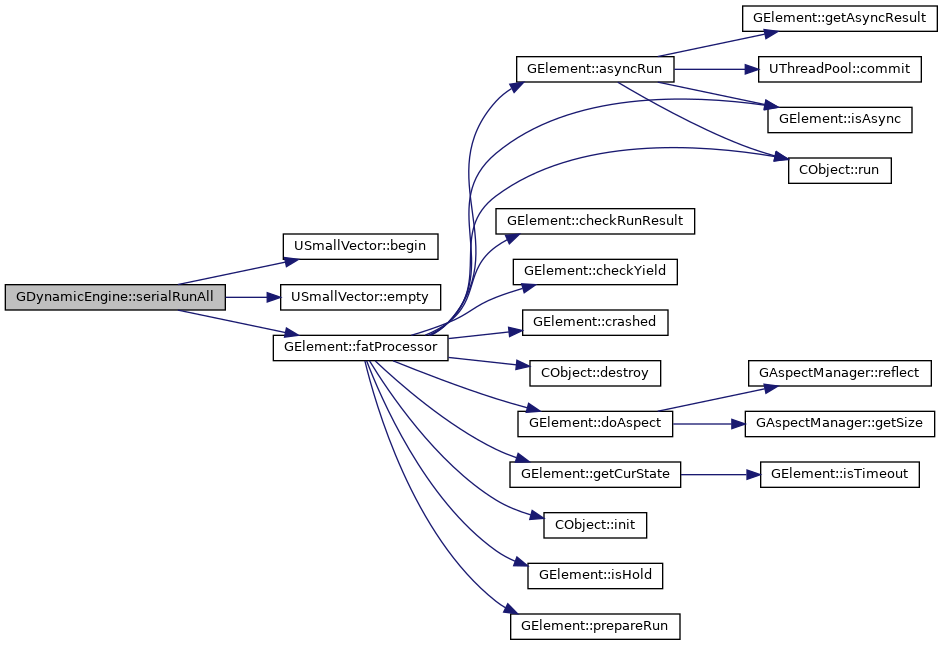 GElement::getAsyncResult
GElement::asyncRun
UThreadPool::commit
GElement::isAsync
CObject::run
GElement::checkRunResult
USmallVector::begin
GElement::checkYield
GDynamicEngine::serialRunAll
USmallVector::empty
GElement::crashed
GElement::fatProcessor
CObject::destroy
GAspectManager::reflect
GElement::doAspect
GAspectManager::getSize
GElement::getCurState
GElement::isTimeout
CObject::init
GElement::isHold
GElement::prepareRun